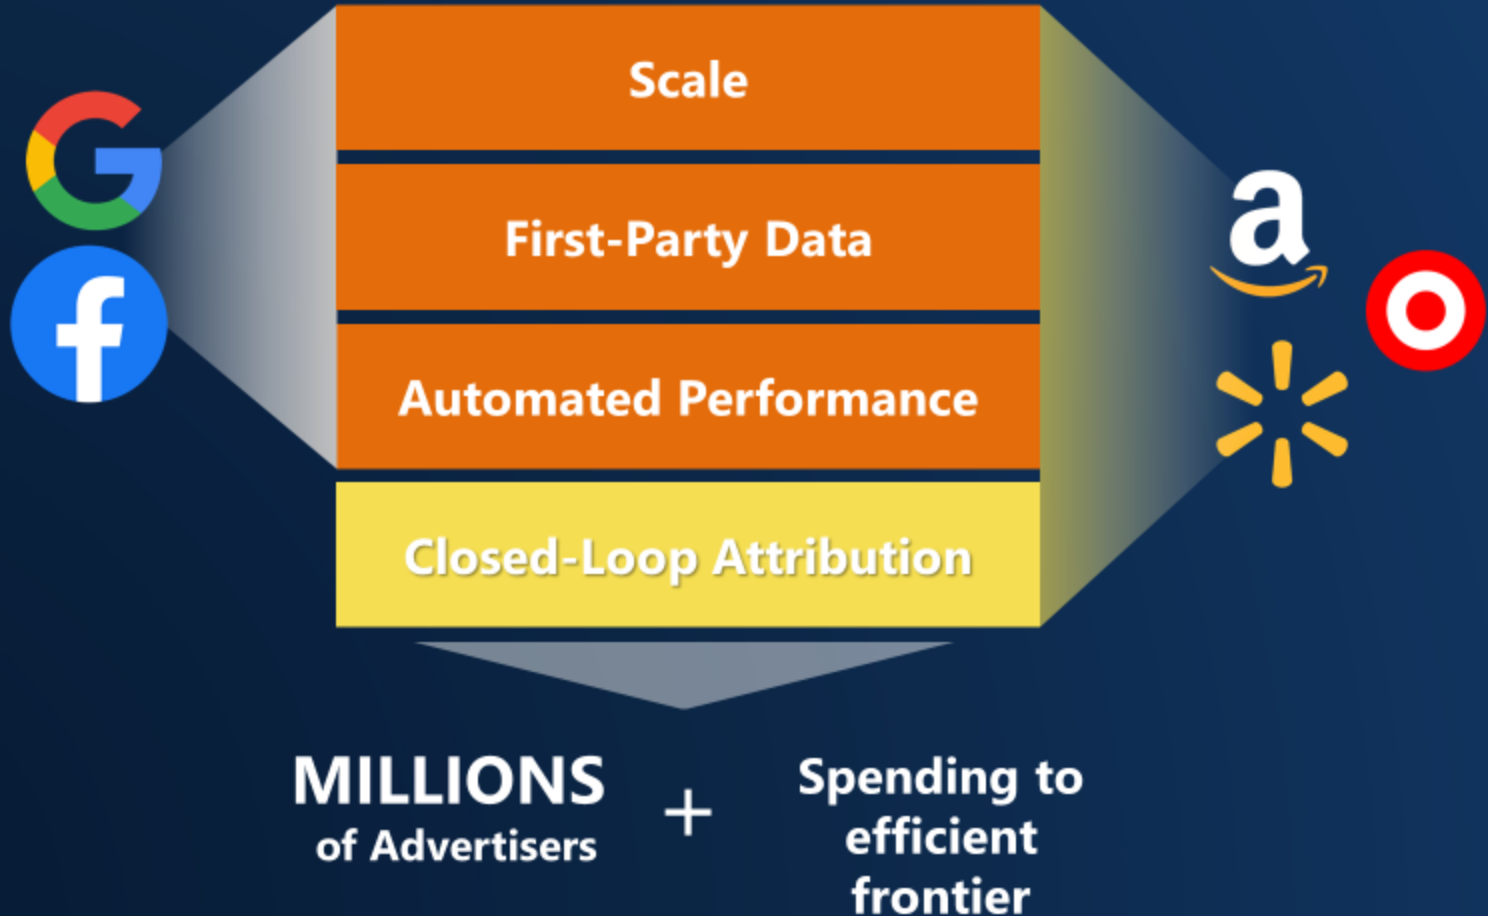 Scale
First-Party Data
Automated Performance
Closed-Loop Attribution
MILLIONS
of Advertisers
+
Spending to
efficient
frontier